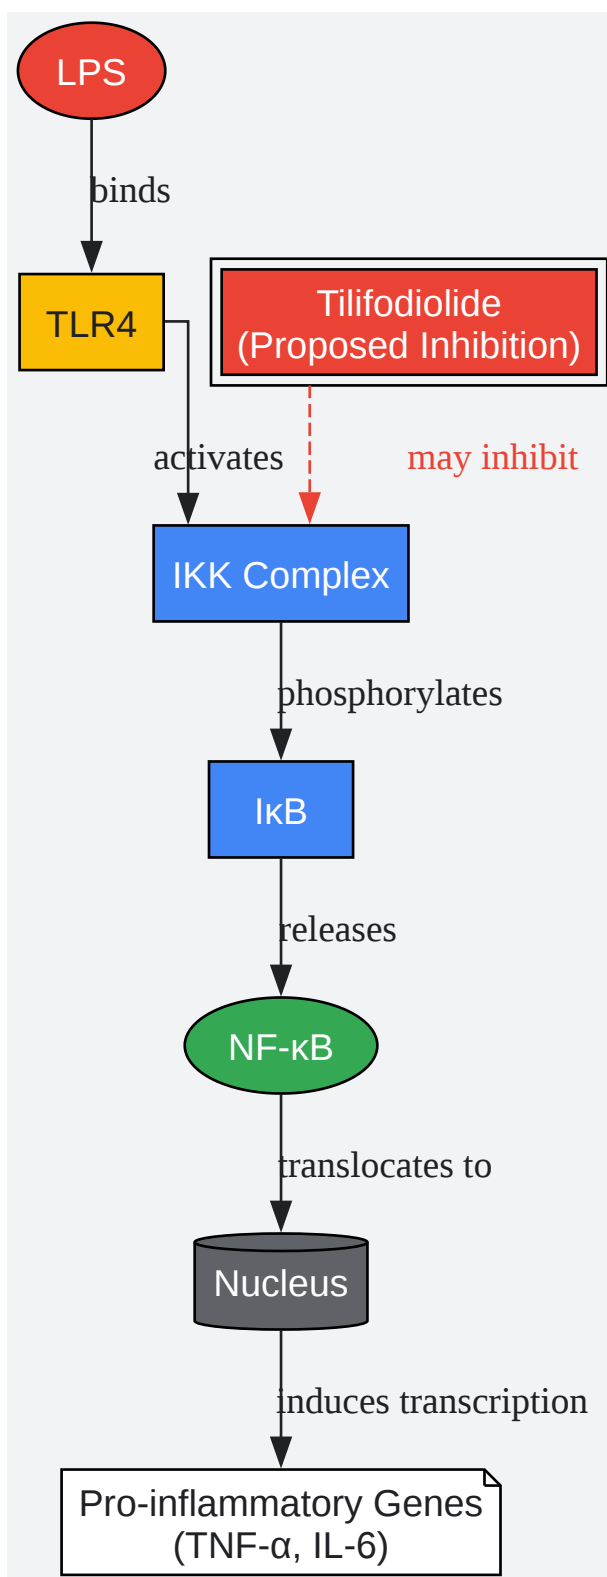 LPS
binds
TLR4
Tilifodiolide
(Proposed Inhibition)
activates
may inhibit
IKK Complex
phosphorylates
IκB
releases
NF-κB
translocates to
Nucleus
induces transcription
Pro-inflammatory Genes
(TNF-α, IL-6)